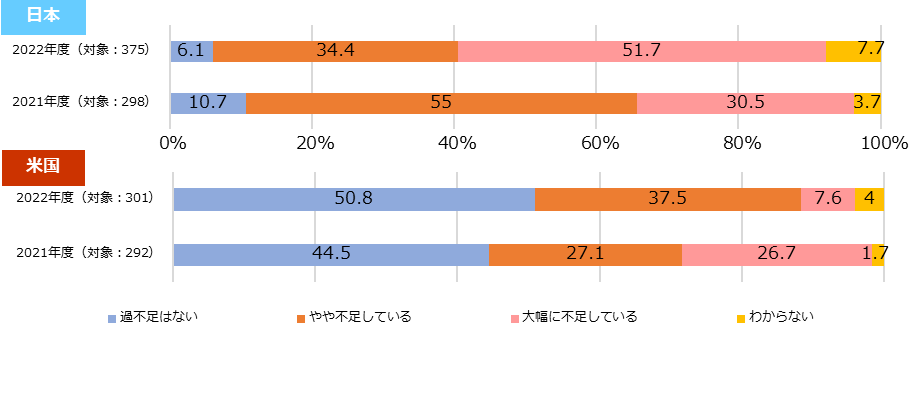 日本
2022年度（対象：375） 6.1 34.4 51.7 7.7
2021年度（対象：298） 10.7 55 30.5 3.7
0% 20% 40% 60% 80% 100%
米国
2022年度（対象：301） 50.8 37.5 7.6 4
2021年度（対象：292） 44.5 27.1 26.7 1.7
過不足はない やや不足している 大幅に不足している わからない